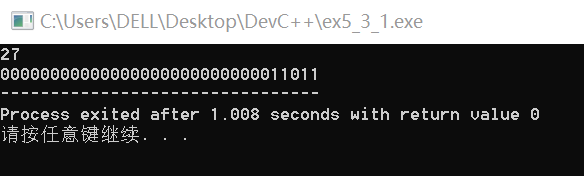 C:\Users\DELL\Desktop\DevC++\ex5_3_1.exe
27
00000000000000000000000000011011
--------------------------------
Process exited after 1.008 seconds with return value 0
请按任意键继续. . .